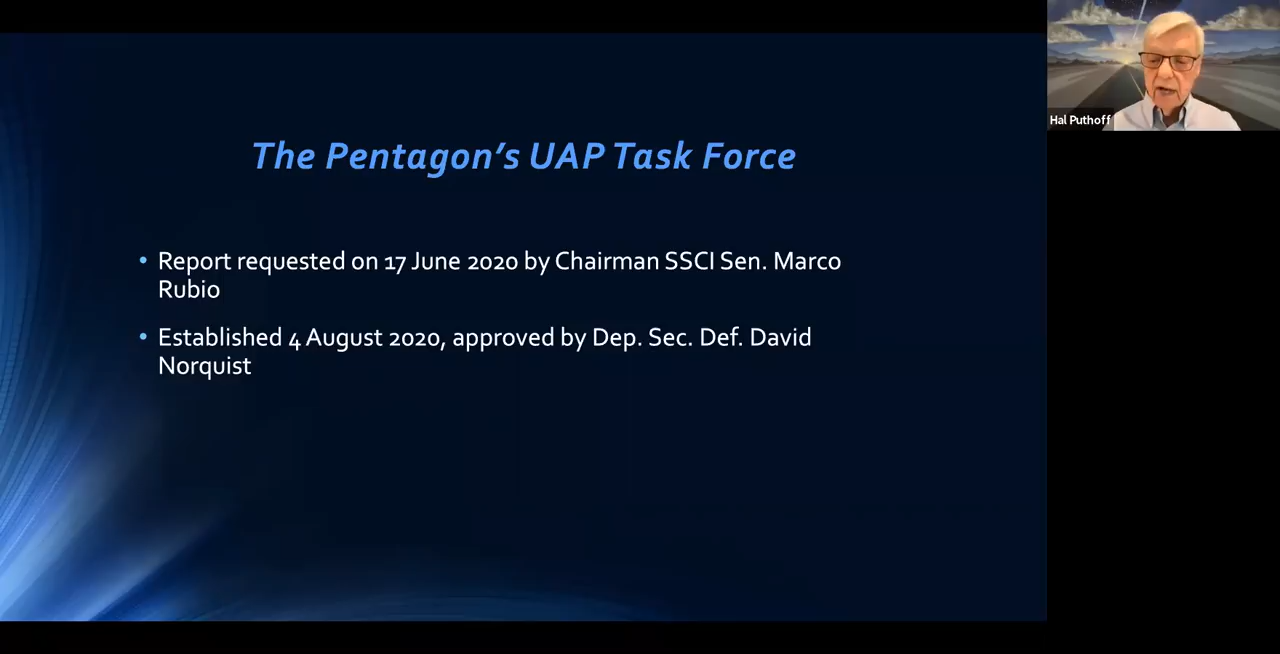 The Pentagon’s UAP Task Force
• Report requested on 17 June 2020 by Chairman SSCI Sen. Marco
Rubio
• Established 4 August 2020, approved by Dep. Sec. Def. David
Norquist
Hal Puthoff